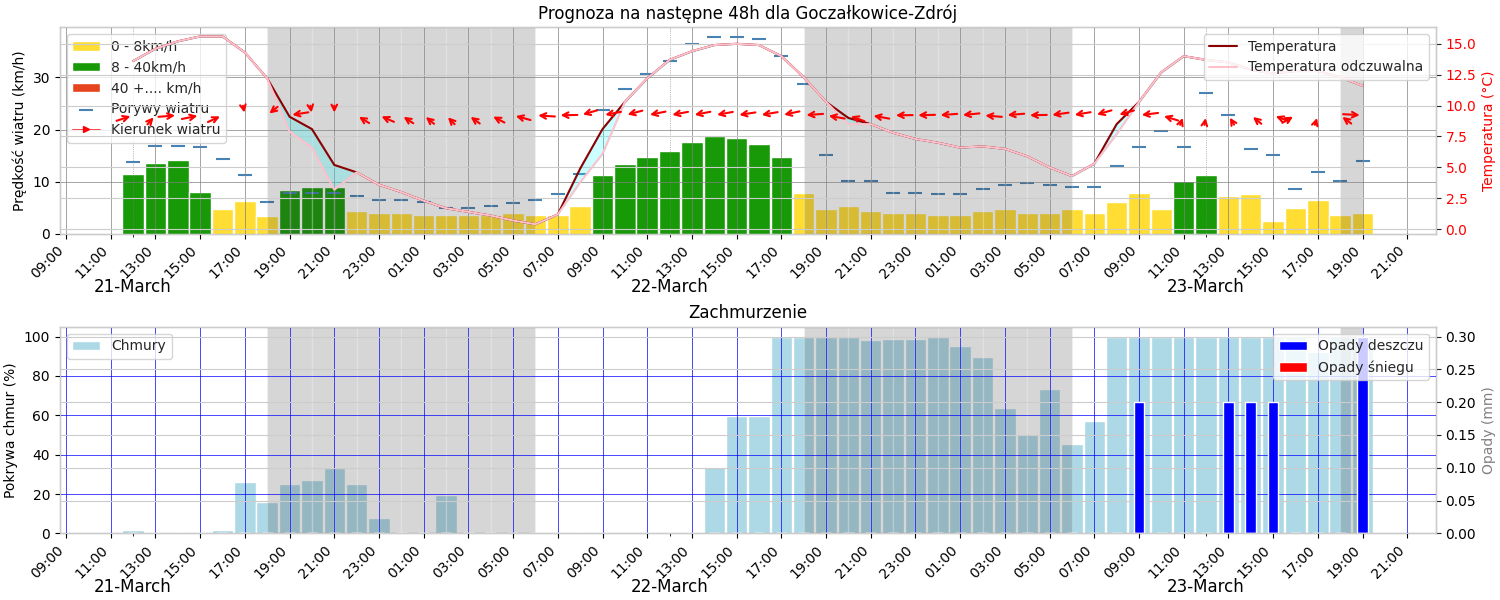 Prognoza na następne 48h dla Goczałkowice-Zdrój
Prędkość wiatru (km/h)
30
20
10
0
0 - 8km/h
8 - 40km/h
40 +.... km/h
Porywy wiatru
Kierunek wiatru
Temperatura
Temperatura odczuwalna
15.0
12.5
10.0
7.5
5.0
2.5
0.0
Temperatura (°C)
09:00 11:00 13:00 15:00 17:00 19:00 21:00 23:00 01:00 03:00 05:00 07:00 09:00 11:00 13:00 15:00 17:00 19:00 21:00 23:00 01:00 03:00 05:00 07:00 09:00 11:00 13:00 15:00 17:00 19:00 21:00
21-March 22-March 23-March
Zachmurzenie
Pokrywa chmur (%)
100
80
60
40
20
0
Chmury
Opady deszczu
Opady śniegu
0.30
0.25
0.20
0.15
0.10
0.05
0.00
Opady (mm)
09:00 11:00 13:00 15:00 17:00 19:00 21:00 23:00 01:00 03:00 05:00 07:00 09:00 11:00 13:00 15:00 17:00 19:00 21:00 23:00 01:00 03:00 05:00 07:00 09:00 11:00 13:00 15:00 17:00 19:00 21:00
21-March 22-March 23-March